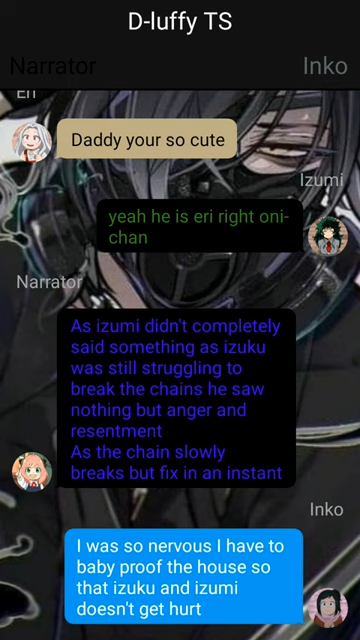 D-luffy TS
Narrator
Inko
Eri
Daddy your so cute
Izumi
yeah he is eri right oni-
chan
Narrator
As izumi didn't completely
said something as izuku
was still struggling to
break the chains he saw
nothing but anger and
resentment
As the chain slowly
breaks but fix in an instant
Inko
I was so nervous I have to
baby proof the house so
that izuku and izumi
doesn't get hurt